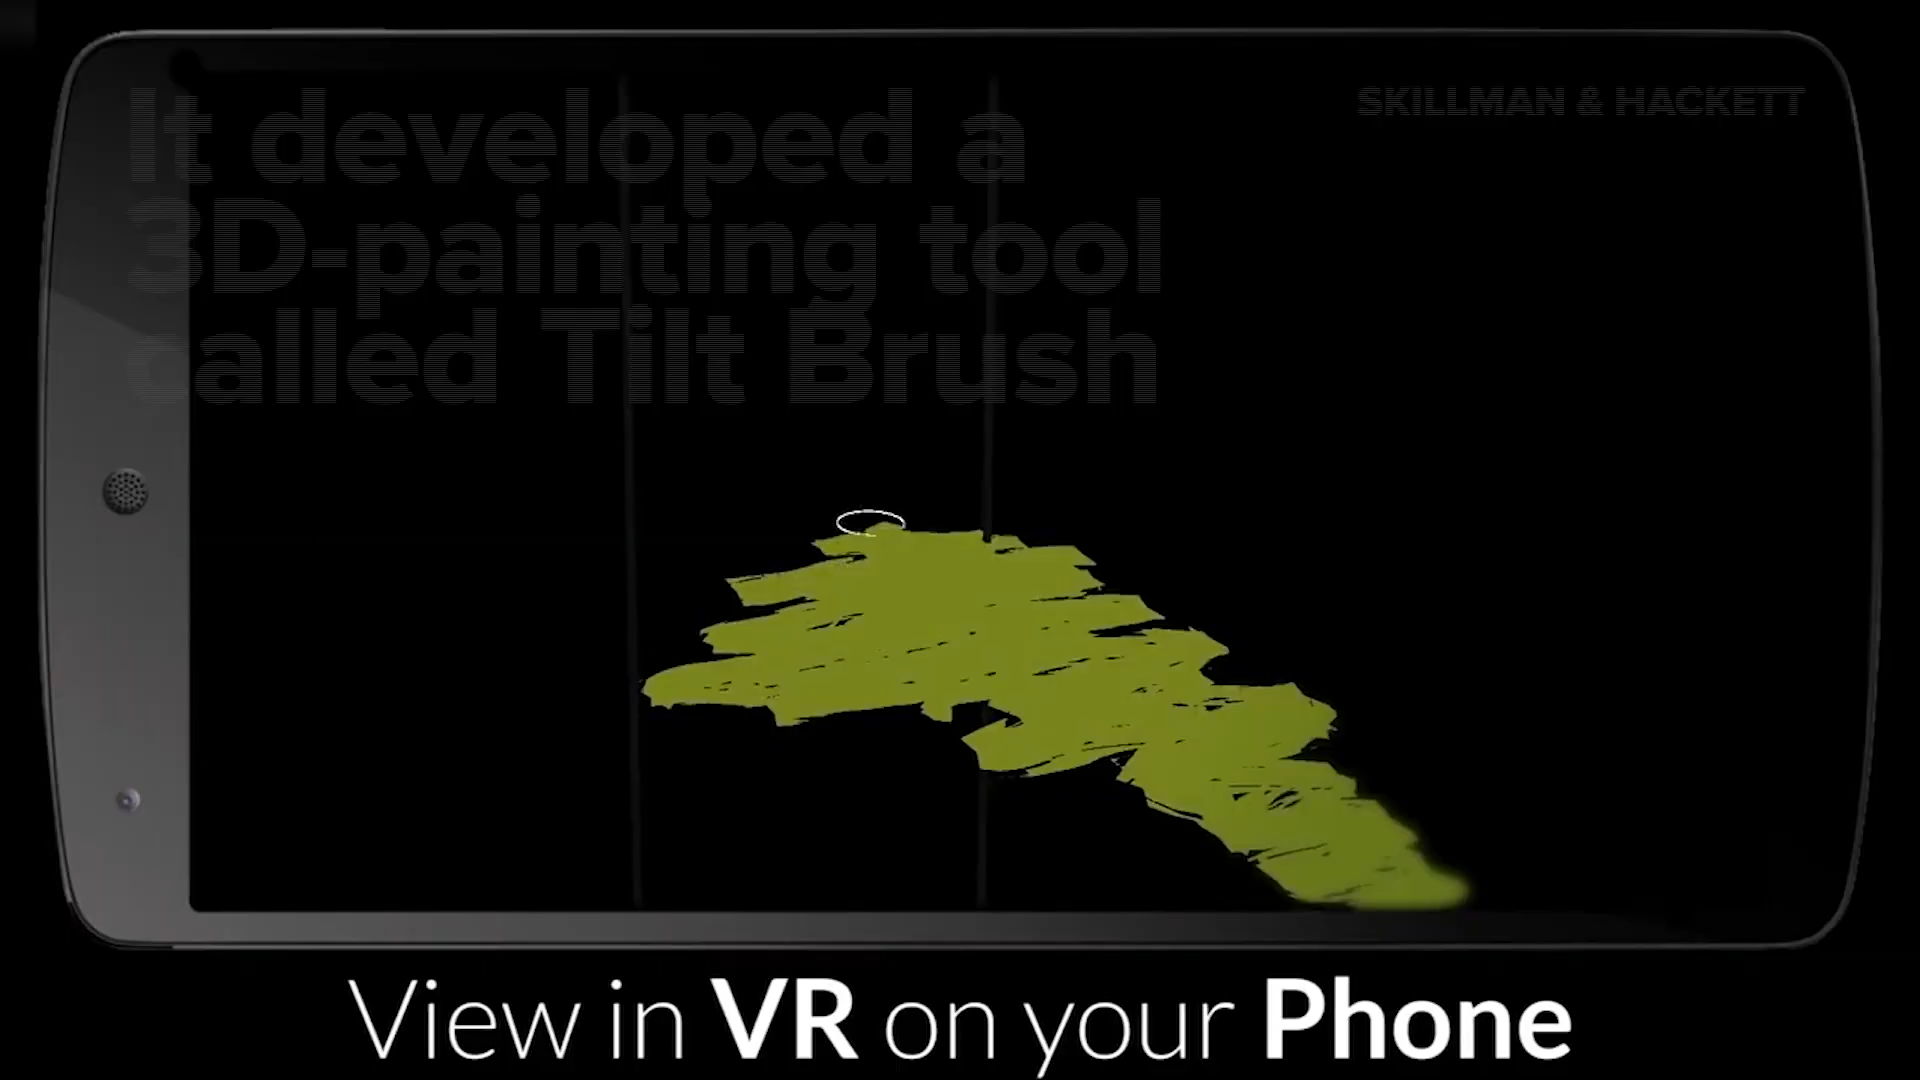 SKILLMAN & HACKETT
It developed a
3D-painting tool
called Tilt Brush
View in VR on your Phone